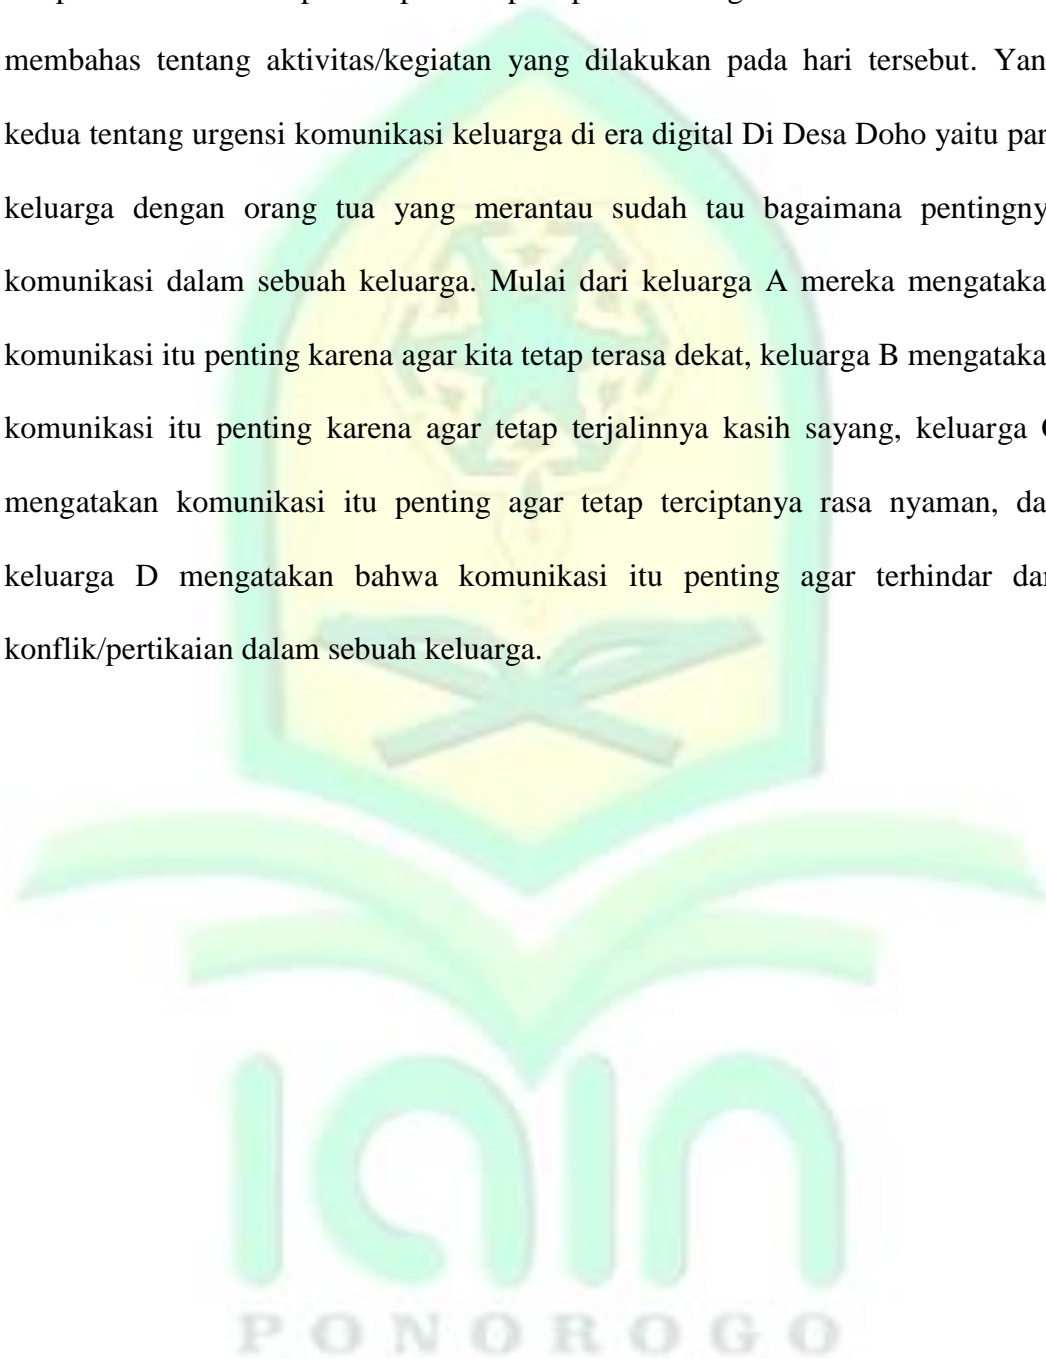 membahas tentang aktivitas/kegiatan yang dilakukan pada hari tersebut. Yan
kedua tentang urgensi komunikasi keluarga di era digital Di Desa Doho yaitu par
keluarga dengan orang tua yang merantau sudah tau bagaimana pentingny
komunikasi dalam sebuah keluarga. Mulai dari keluarga A mereka mengataka
komunikasi itu penting karena agar kita tetap terasa dekat, keluarga B mengataka
komunikasi itu penting karena agar tetap terjalinnya kasih sayang, keluarga
mengatakan komunikasi itu penting agar tetap terciptanya rasa nyaman, da
keluarga D mengatakan bahwa komunikasi itu penting agar terhindar dar
konflik/pertikaian dalam sebuah keluarga.
iain
PONOROGO